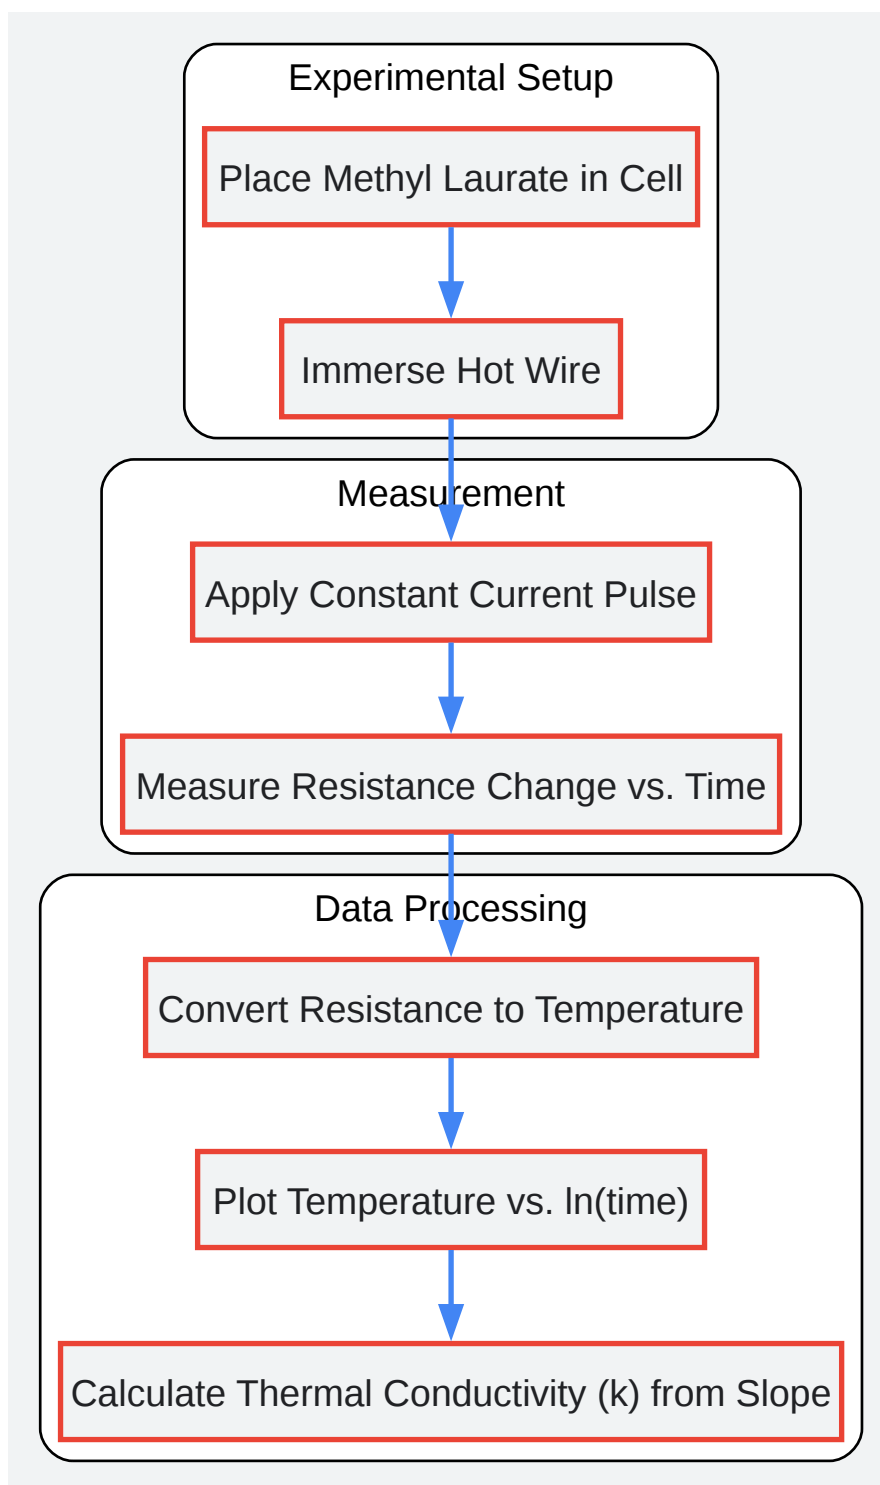 Experimental Setup
Place Methyl Laurate in Cell
Immerse Hot Wire
Measurement
Apply Constant Current Pulse
Measure Resistance Change vs. Time
Data Processing
Convert Resistance to Temperature
Plot Temperature vs. ln(time)
Calculate Thermal Conductivity (k) from Slope